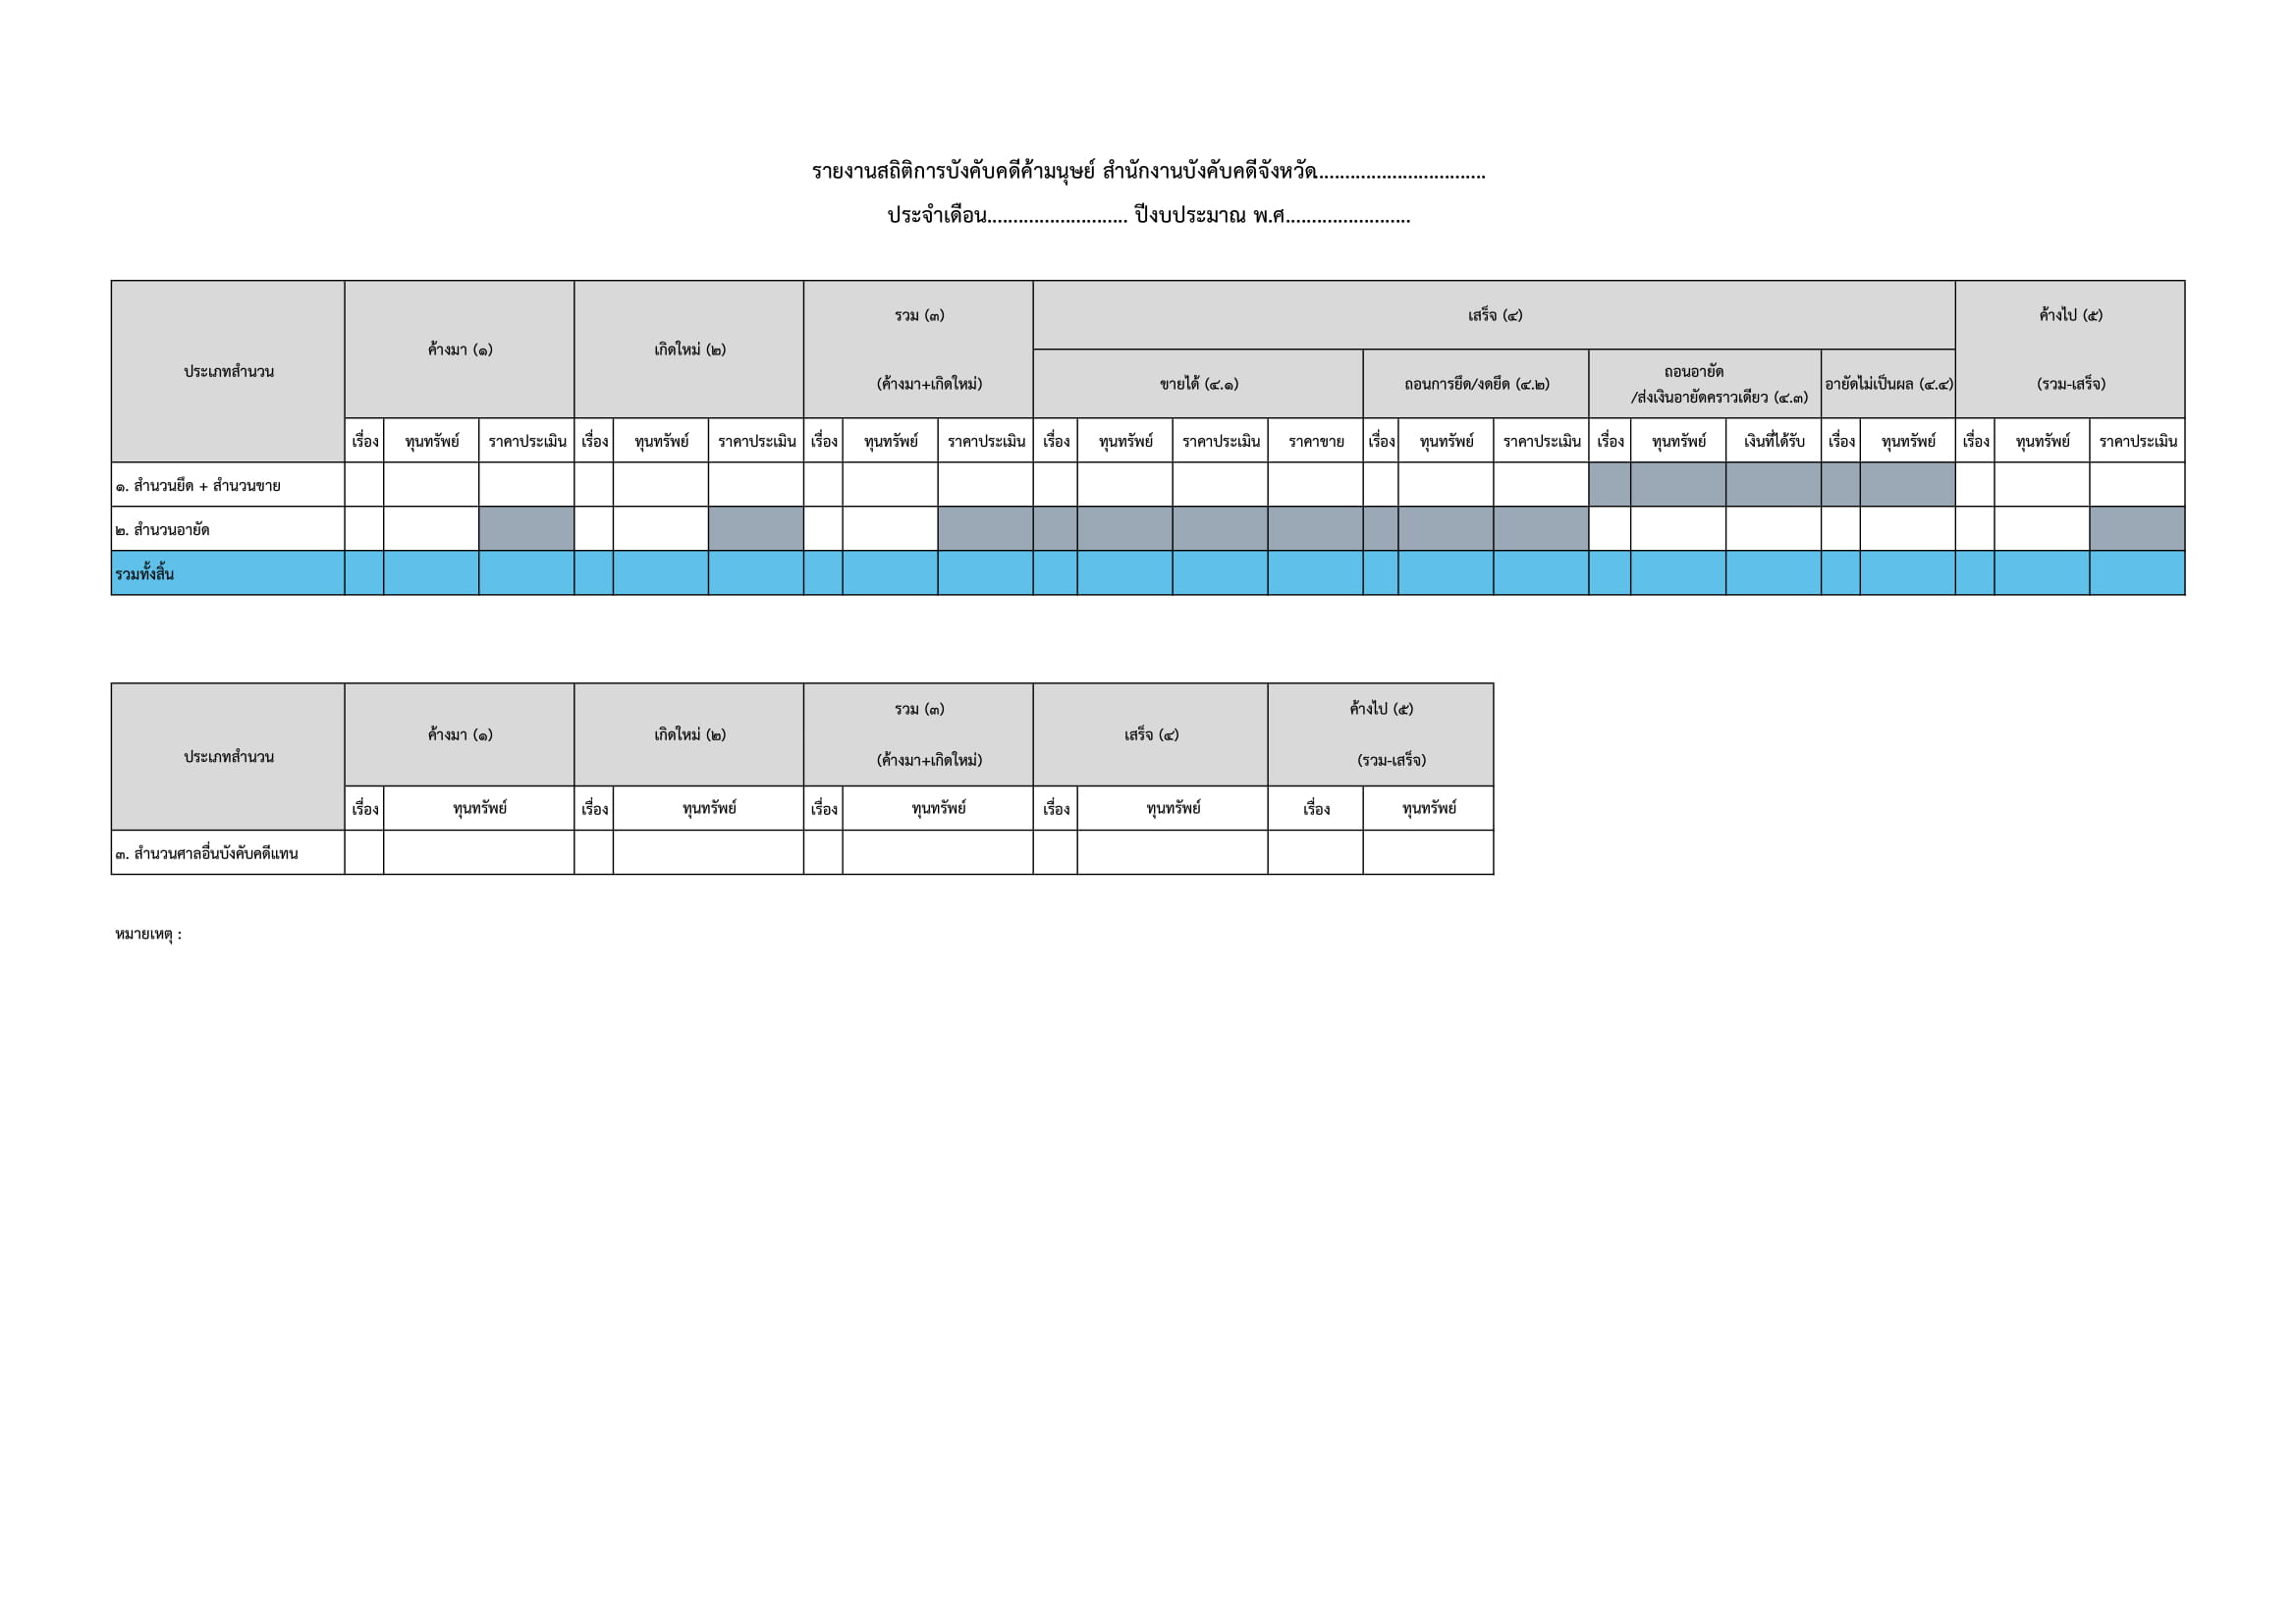 รายงานสถิติการบังคับคดีค้ามนุษย์ สำนักงานบังคับคดีจังหวัด.................................
ประจำเดือน........................... ปีงบประมาณ พ.ศ........................
ประเภทสำนวน ค้างมา (๑) เกิดใหม่ (๒) รวม (๓) (ค้างมา+เกิดใหม่) เสร็จ (๔) ค้างไป (๕) (รวม-เสร็จ)
ขายได้ (๔.๑) ถอนการยึด/งดยึด (๔.๒) ถอนอายัด /ส่งเงินอายัดคราวเดียว (๔.๓) อายัดไม่เป็นผล (๔.๔)
เรื่อง ทุนทรัพย์ ราคาประเมิน เรื่อง ทุนทรัพย์ ราคาประเมิน เรื่อง ทุนทรัพย์ ราคาประเมิน เรื่อง ทุนทรัพย์ ราคาประเมิน ราคาขาย เรื่อง ทุนทรัพย์ ราคาประเมิน เรื่อง ทุนทรัพย์ เงินที่ได้รับ เรื่อง ทุนทรัพย์ เรื่อง ทุนทรัพย์ ราคาประเมิน
๑. สำนวนยึด + สำนวนขาย
๒. สำนวนอายัด
รวมทั้งสิ้น
ประเภทสำนวน ค้างมา (๑) เกิดใหม่ (๒) รวม (๓) (ค้างมา+เกิดใหม่) เสร็จ (๔) ค้างไป (๕) (รวม-เสร็จ)
เรื่อง ทุนทรัพย์ เรื่อง ทุนทรัพย์ เรื่อง ทุนทรัพย์ เรื่อง ทุนทรัพย์ เรื่อง ทุนทรัพย์
๓. สำนวนศาลอื่นบังคับคดีแทน
หมายเหตุ :